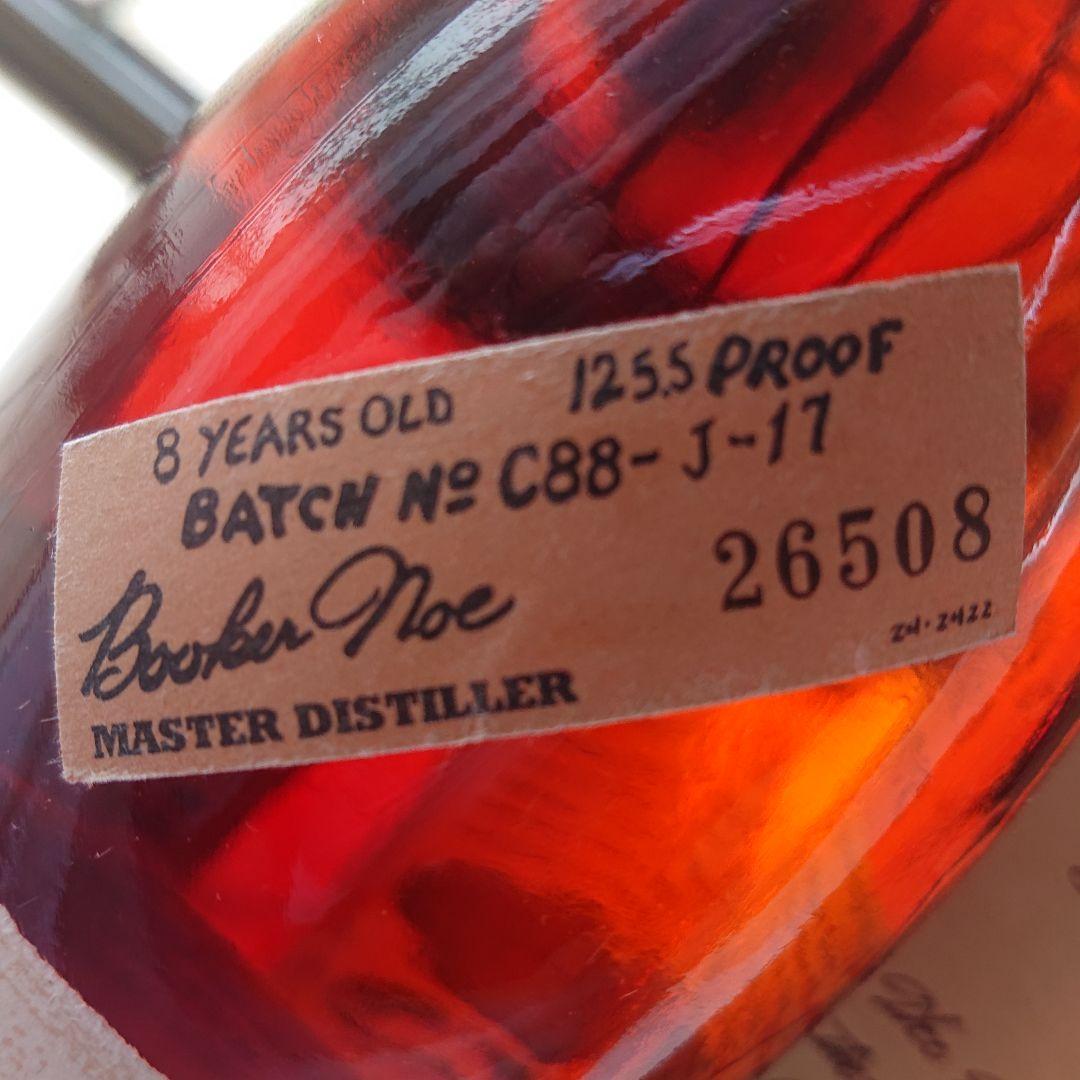 8 YEARS OLD 125.5 PROOF
BATCH Nº C88-J-17
Booker Noe 26508
MASTER DISTILLER 24-2422